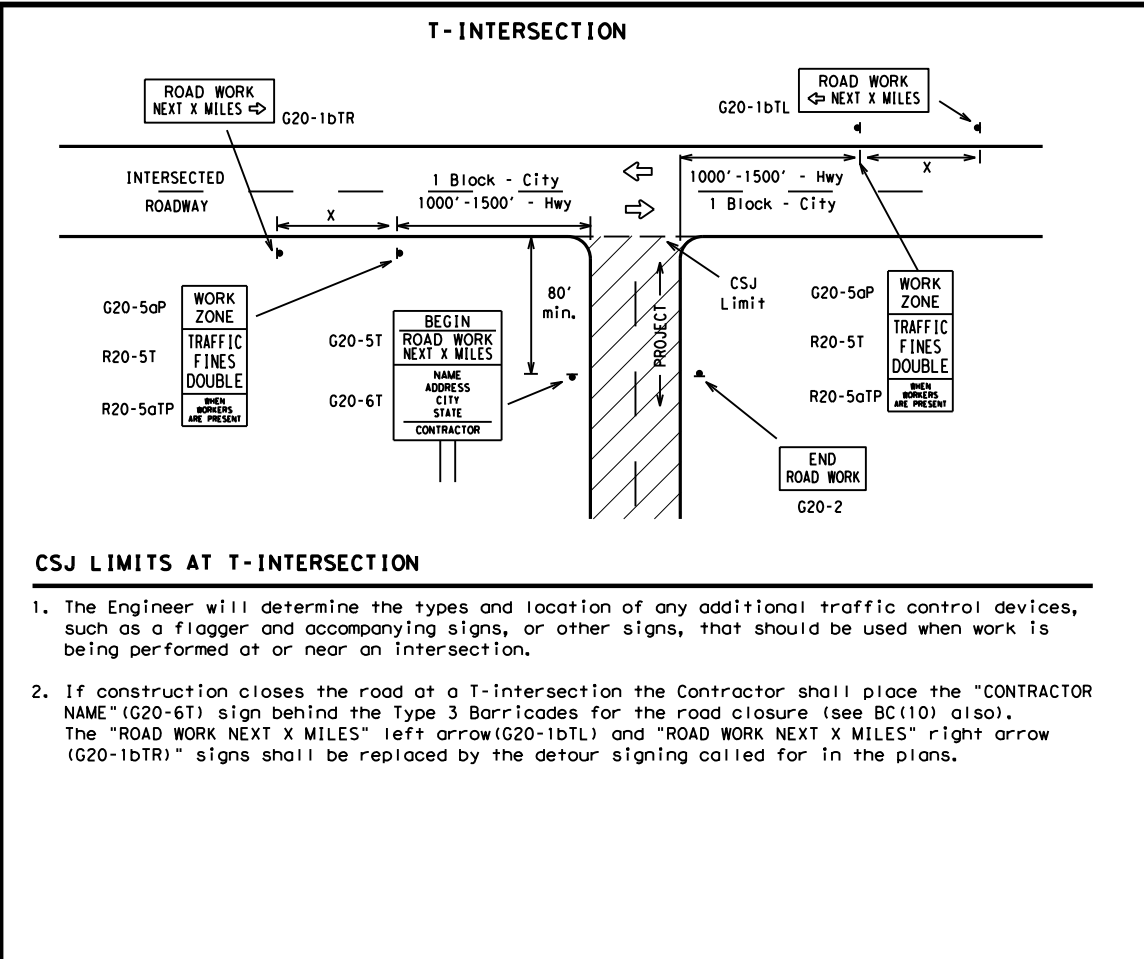 T-INTERSECTION
ROAD WORK
NEXT X MILES ⇨
G20-1bTR
ROAD WORK
⇦ NEXT X MILES
G20-1bTL
INTERSECTED
ROADWAY
X
1 Block - City
1000'-1500' - Hwy
1000'-1500' - Hwy
1 Block - City
X
80'
min.
CSJ
Limit
PROJECT
G20-5aP
WORK
ZONE
R20-5T
TRAFFIC
FINES
DOUBLE
R20-5aTP
WHEN
WORKERS
ARE PRESENT
G20-5T
BEGIN
ROAD WORK
NEXT X MILES
G20-6T
NAME
ADDRESS
CITY
STATE
CONTRACTOR
G20-5aP
WORK
ZONE
R20-5T
TRAFFIC
FINES
DOUBLE
R20-5aTP
WHEN
WORKERS
ARE PRESENT
END
ROAD WORK
G20-2
CSJ LIMITS AT T-INTERSECTION
1. The Engineer will determine the types and location of any additional traffic control devices,
such as a flagger and accompanying signs, or other signs, that should be used when work is
being performed at or near an intersection.
2. If construction closes the road at a T-intersection the Contractor shall place the "CONTRACTOR
NAME"(G20-6T) sign behind the Type 3 Barricades for the road closure (see BC(10) also).
The "ROAD WORK NEXT X MILES" left arrow(G20-1bTL) and "ROAD WORK NEXT X MILES" right arrow
(G20-1bTR)" signs shall be replaced by the detour signing called for in the plans.